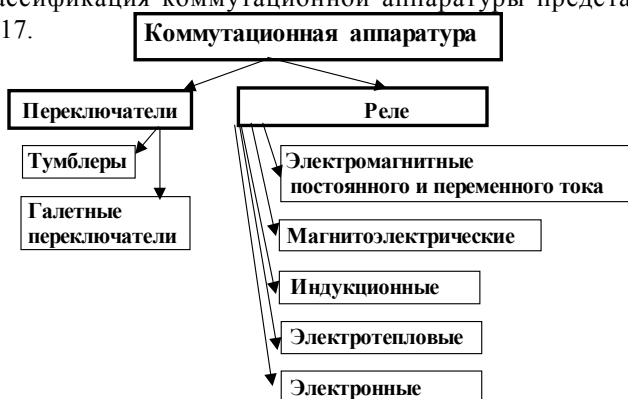 ссификация коммутационной аппаратуры предста
17.
Коммутационная аппаратура
Переключатели
Реле
Тумблеры
Галетные
переключатели
Электромагнитные
постоянного и переменного тока
Магнитоэлектрические
Индукционные
Электротепловые
Электронные